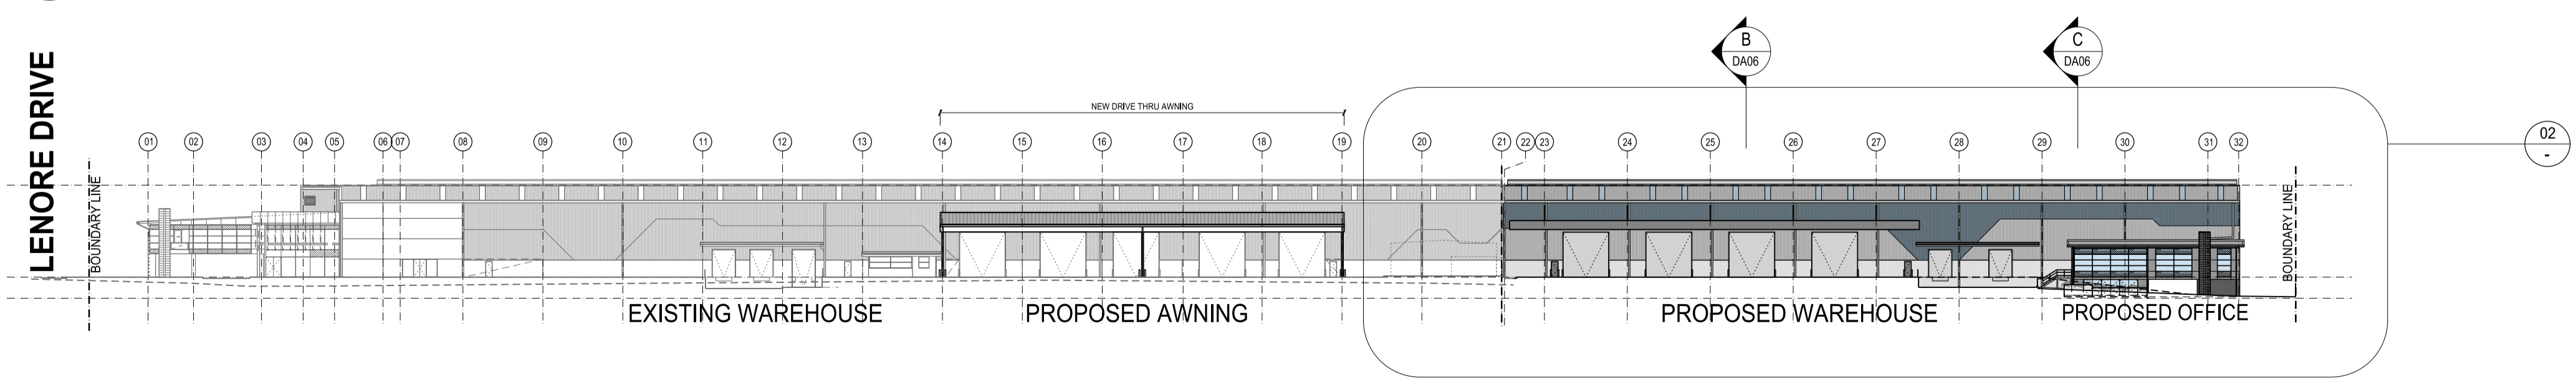 LENORE DRIVE
B
DA06
C
DA06
NEW DRIVE THRU AWNING
01 02 03 04 05 06 07 08 09 10 11 12 13 14 15 16 17 18 19 20 21 22 23 24 25 26 27 28 29 30 31 32
02
-
BOUNDARY LINE
BOUNDARY LINE
EXISTING WAREHOUSE
PROPOSED AWNING
PROPOSED WAREHOUSE
PROPOSED OFFICE